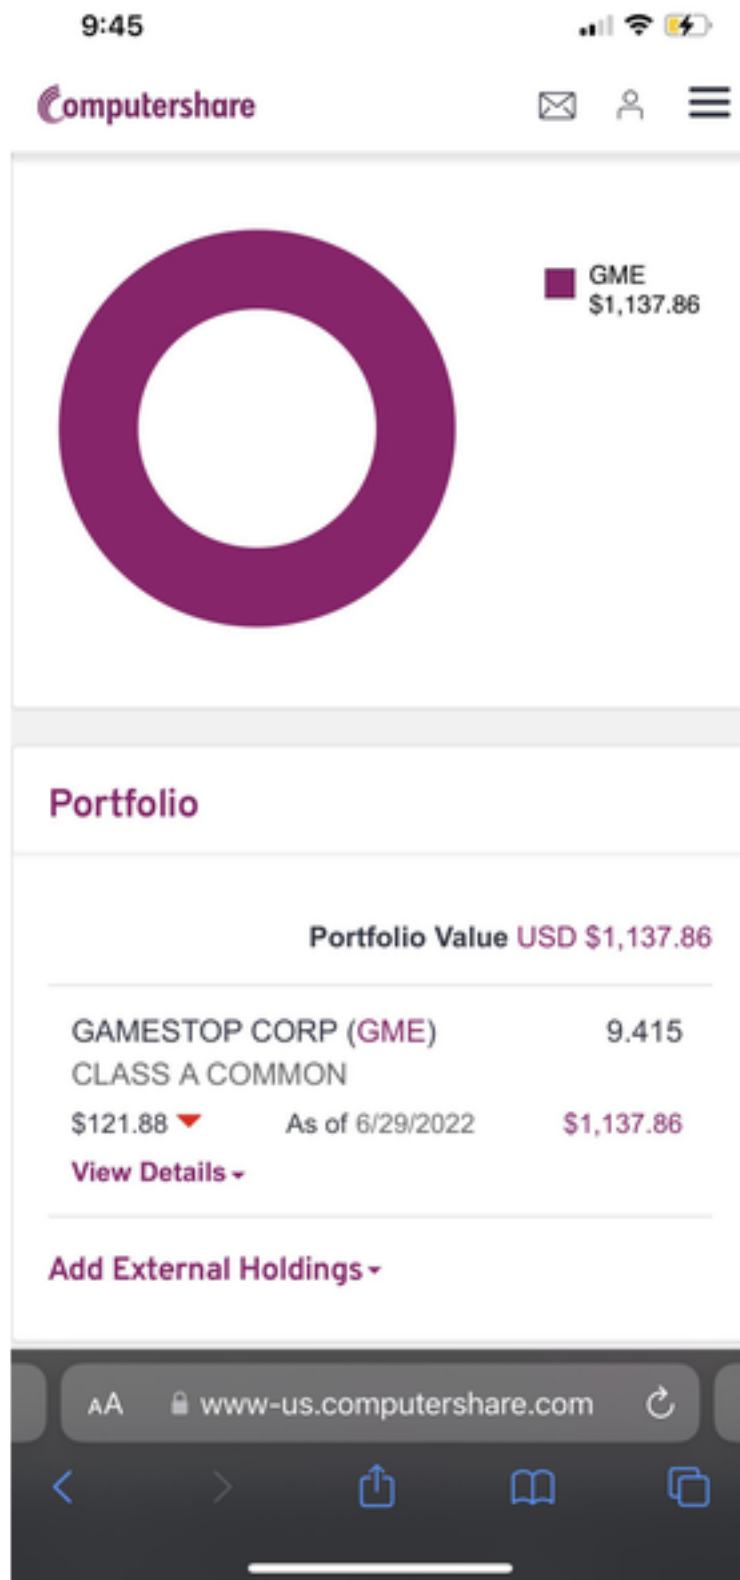 9:45
Computershare
GME
$1,137.86
Portfolio
Portfolio Value USD $1,137.86
GAMESTOP CORP (GME) 9.415
CLASS A COMMON
$121.88 As of 6/29/2022 $1,137.86
View Details
Add External Holdings
AA www-us.computershare.com